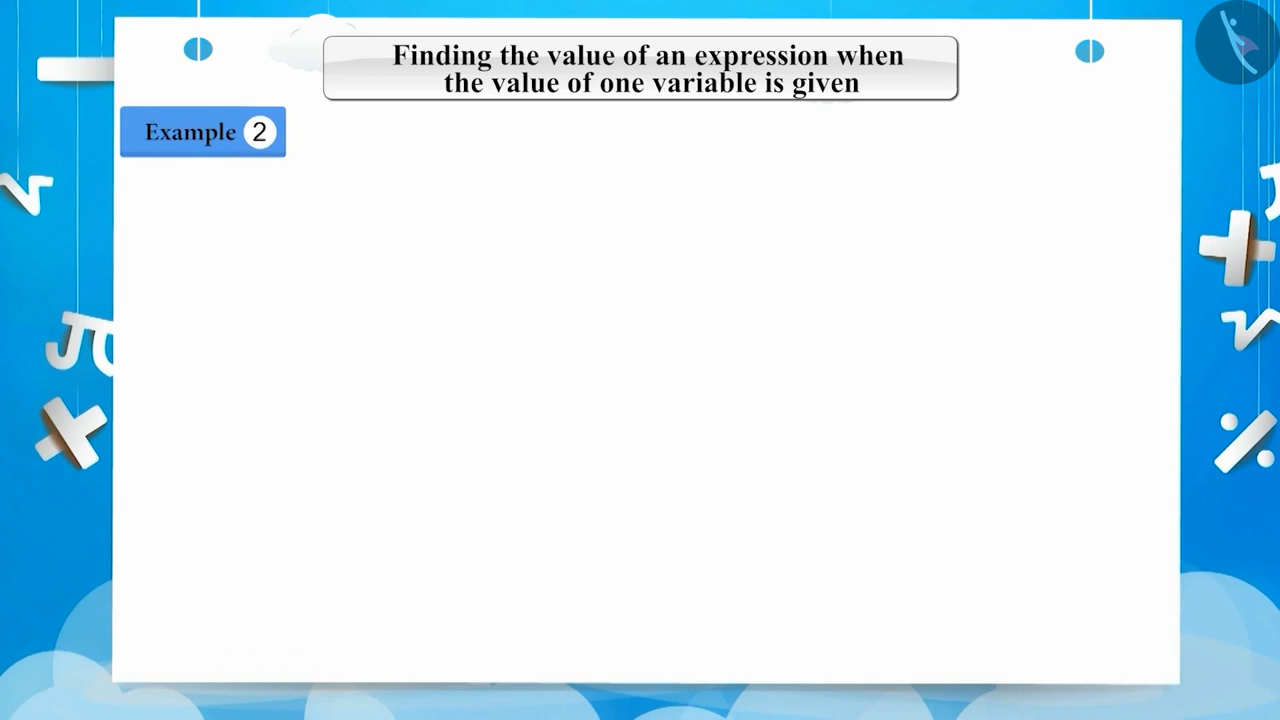 Finding the value of an expression when
the value of one variable is given
Example 2